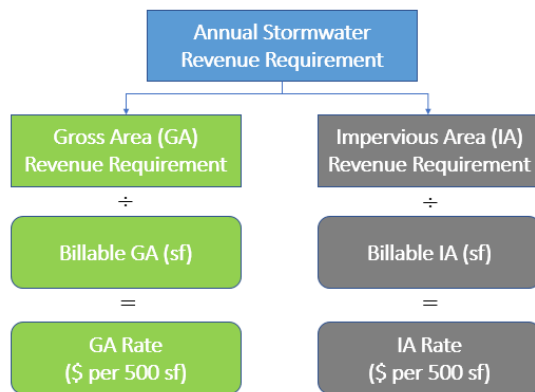 Annual Stormwater
Revenue Requirement
Gross Area (GA)
Revenue Requirement
÷
Billable GA (sf)
=
GA Rate
($ per 500 sf)
Impervious Area (IA)
Revenue Requirement
÷
Billable IA (sf)
=
IA Rate
($ per 500 sf)